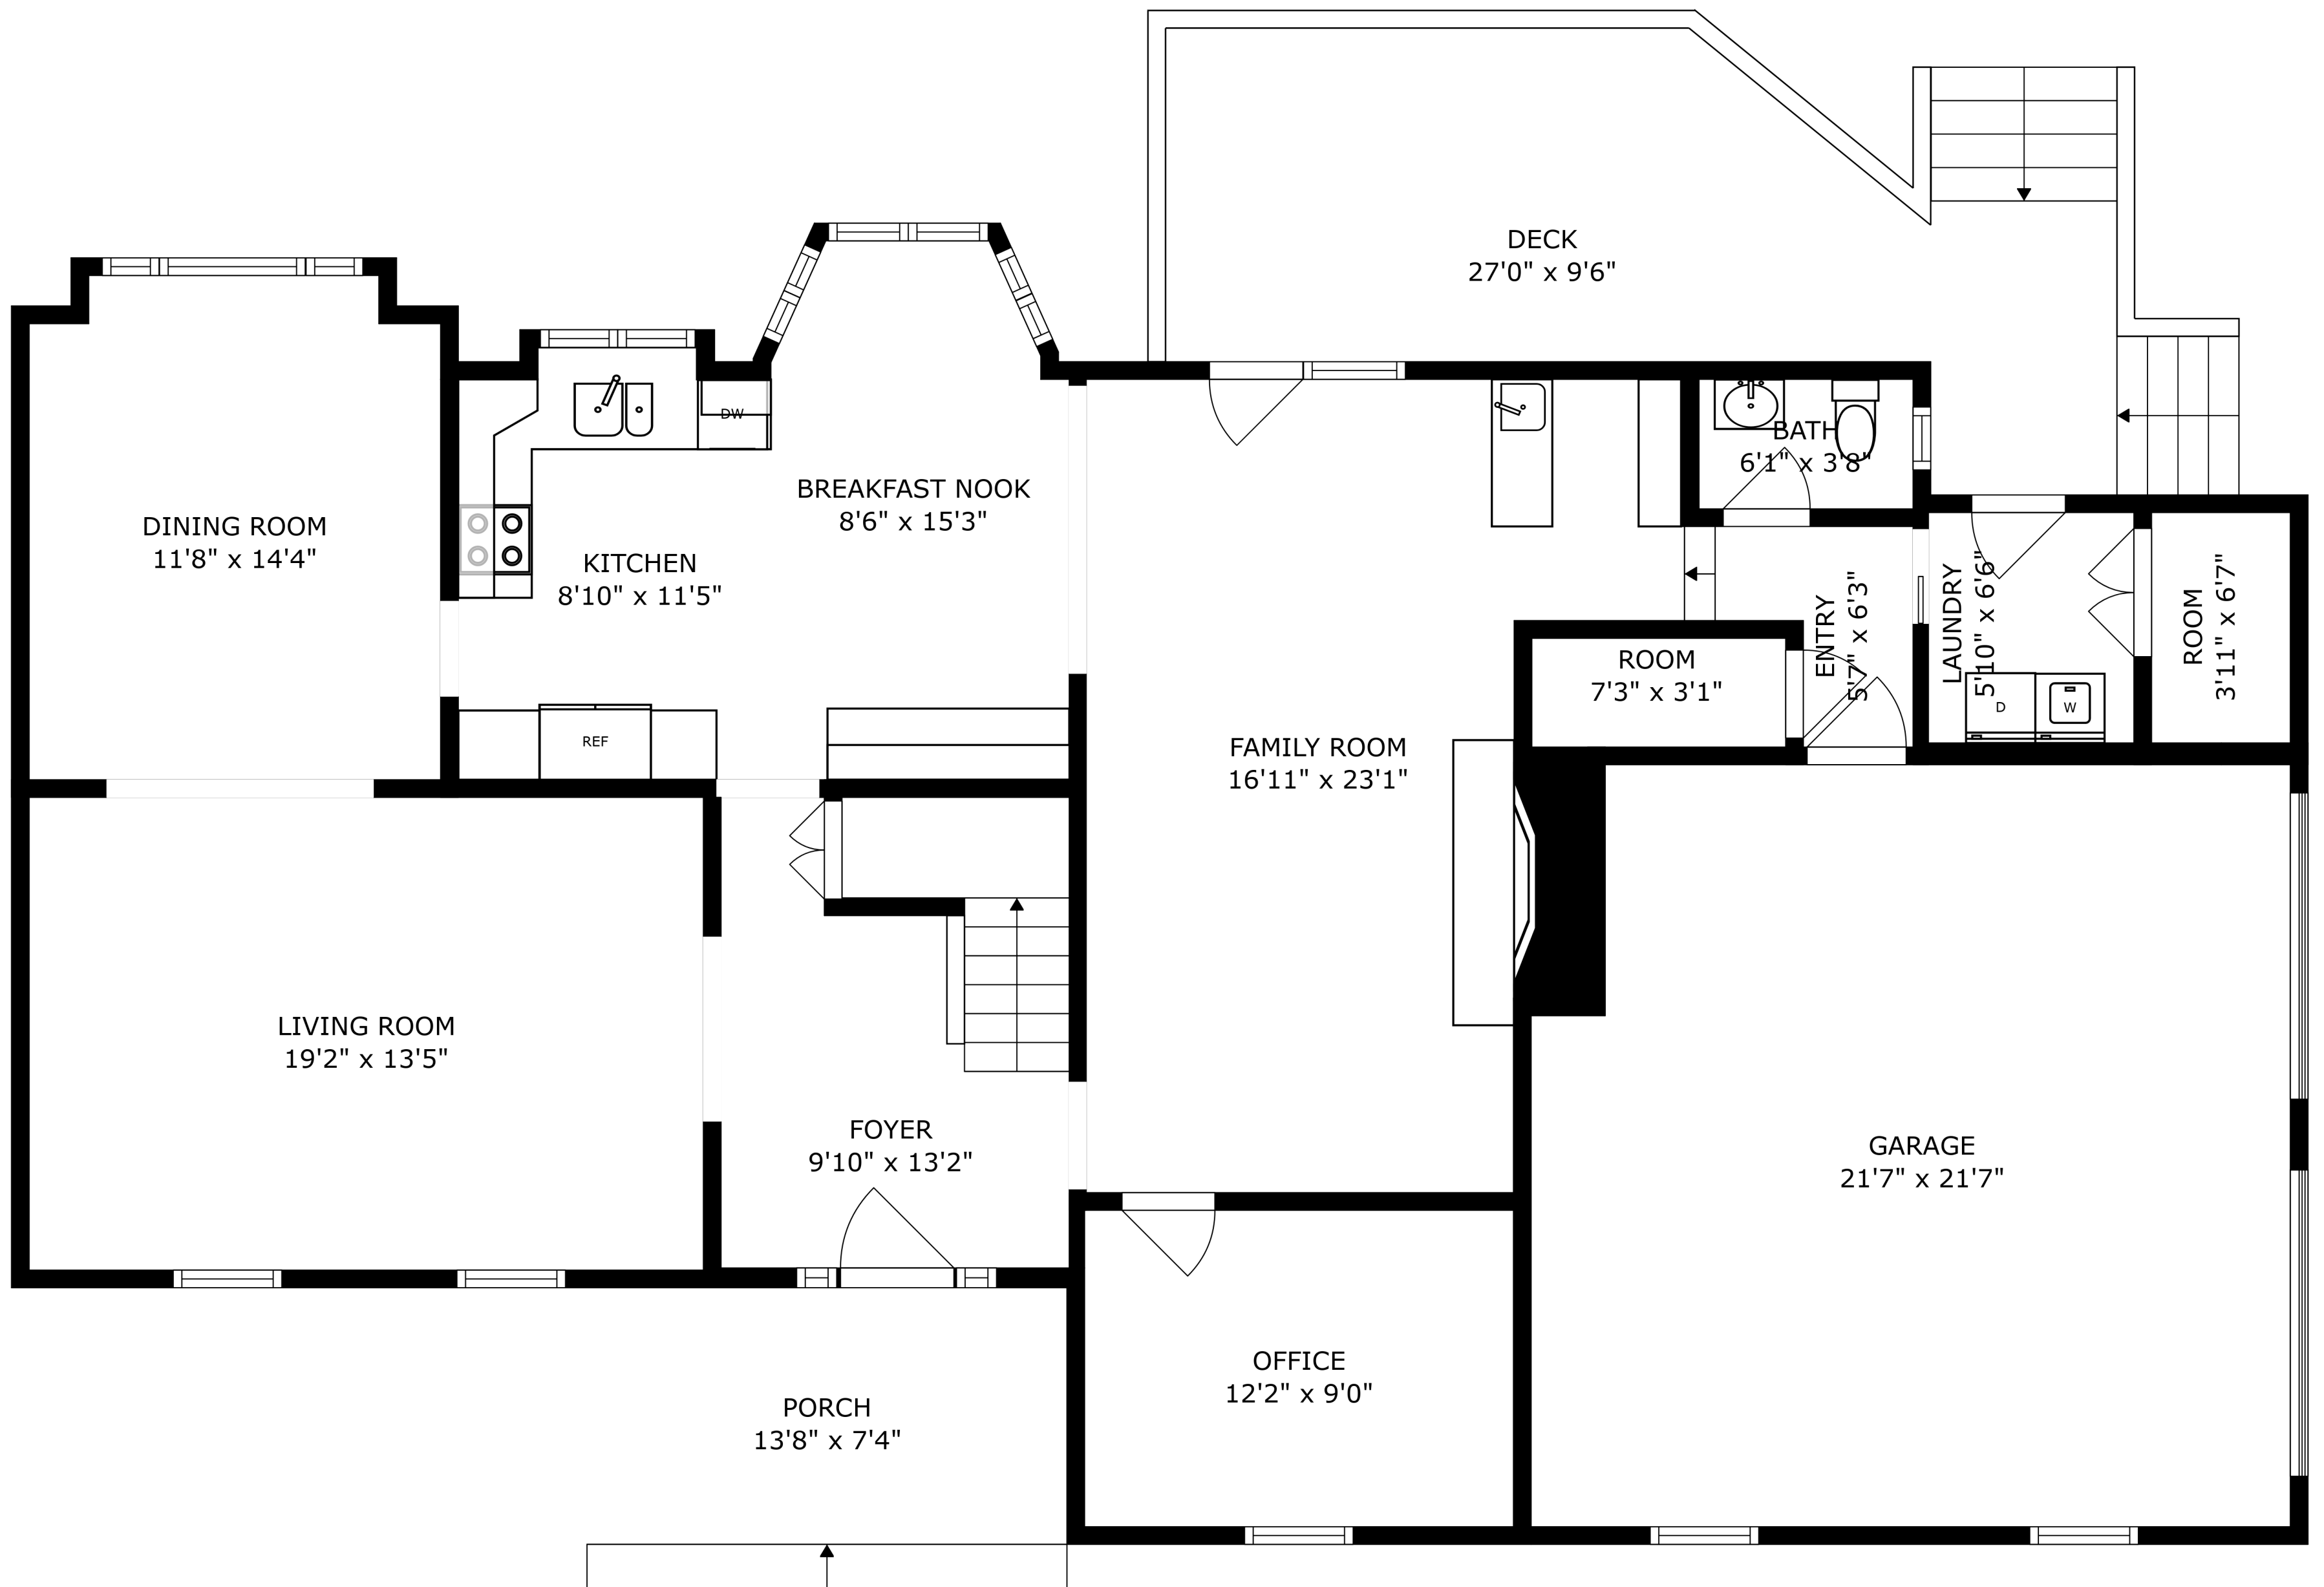 DECK
27'0" x 9'6"
BATH
6'1" x 3'8"
DW
BREAKFAST NOOK
8'6" x 15'3"
DINING ROOM
11'8" x 14'4"
KITCHEN
8'10" x 11'5"
ENTRY
5'7" x 6'3"
LAUNDRY
5'10" x 6'6"
ROOM
3'11" x 6'7"
ROOM
7'3" x 3'1"
D
W
REF
FAMILY ROOM
16'11" x 23'1"
LIVING ROOM
19'2" x 13'5"
FOYER
9'10" x 13'2"
GARAGE
21'7" x 21'7"
OFFICE
12'2" x 9'0"
PORCH
13'8" x 7'4"